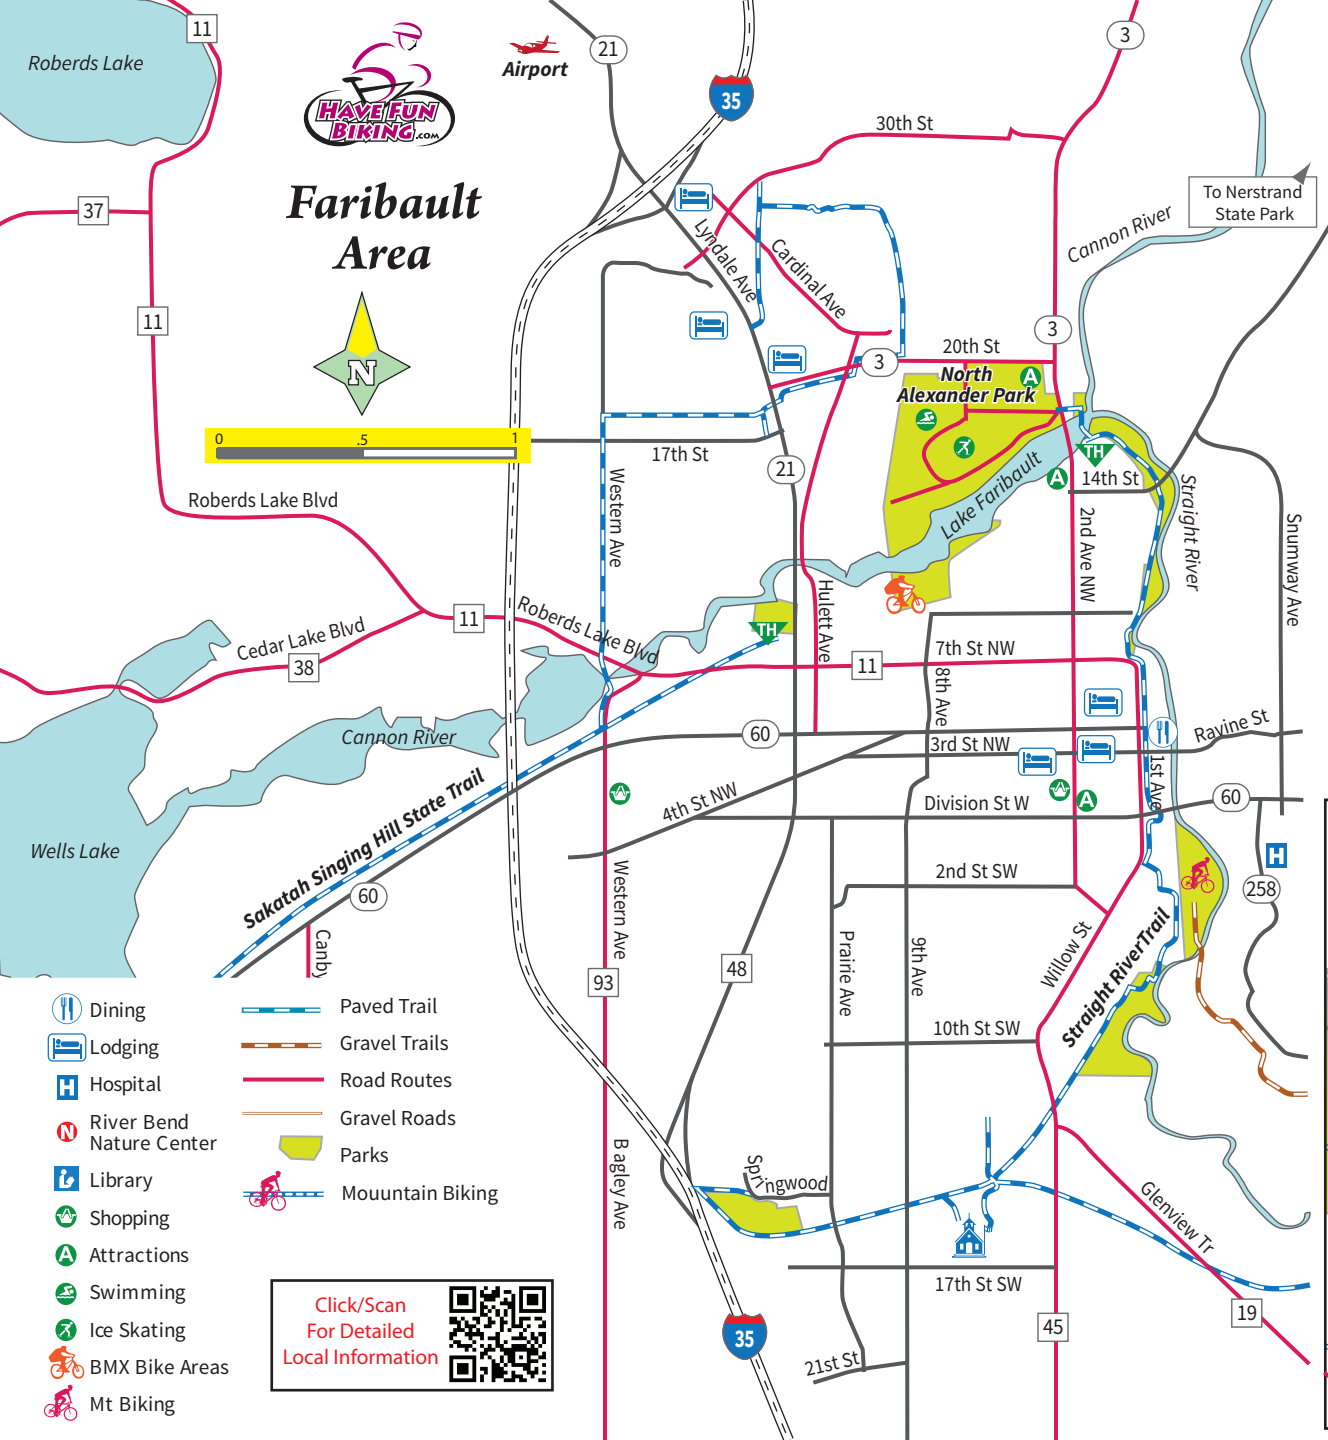 11
Roberds Lake
HAVE FUN
BIKING.COM
Airport
21
35
3
30th St
Faribault
Area
37
To Nerstrand
State Park
Cannon River
Lyndale Ave
Cardinal Ave
11
N
3
3
20th St
North
Alexander Park
A
0 .5 1
17th St
21
TH
A
14th St
Lake Faribault
Straight River
Western Ave
Roberds Lake Blvd
2nd Ave NW
Snumway Ave
Hulett Ave
11
Roberds Lake Blvd
Cedar Lake Blvd
38
TH
11
7th St NW
8th Ave
Cannon River
60
3rd St NW
Ravine St
1st Ave
4th St NW
Division St W
A
60
Sakatah Singing Hill State Trail
Wells Lake
60
Western Ave
2nd St SW
H
258
Canby
Prairie Ave
9th Ave
Willow St
Straight RiverTrail
93
48
10th St SW
Dining
Lodging
H Hospital
N River Bend
Nature Center
Library
Shopping
A Attractions
Swimming
Ice Skating
BMX Bike Areas
Mt Biking
Paved Trail
Gravel Trails
Road Routes
Gravel Roads
Parks
Mouuntain Biking
Bagley Ave
Springwood
Glenview Tr
17th St SW
Click/Scan
For Detailed
Local Information
35
45
19
21st St